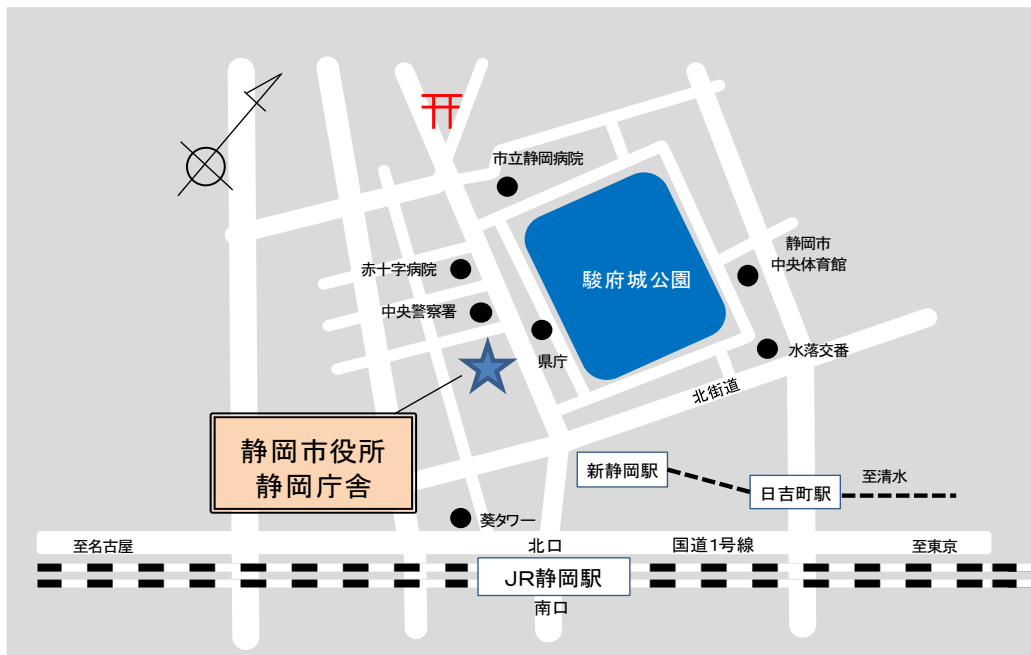 市立静岡病院
静岡市
中央体育館
赤十字病院
駿府城公園
中央警察署
水落交番
県庁
北街道
静岡市役所
静岡庁舎
新静岡駅
日吉町駅
至清水
葵タワー
至名古屋
北口
国道1号線
至東京
JR静岡駅
南口